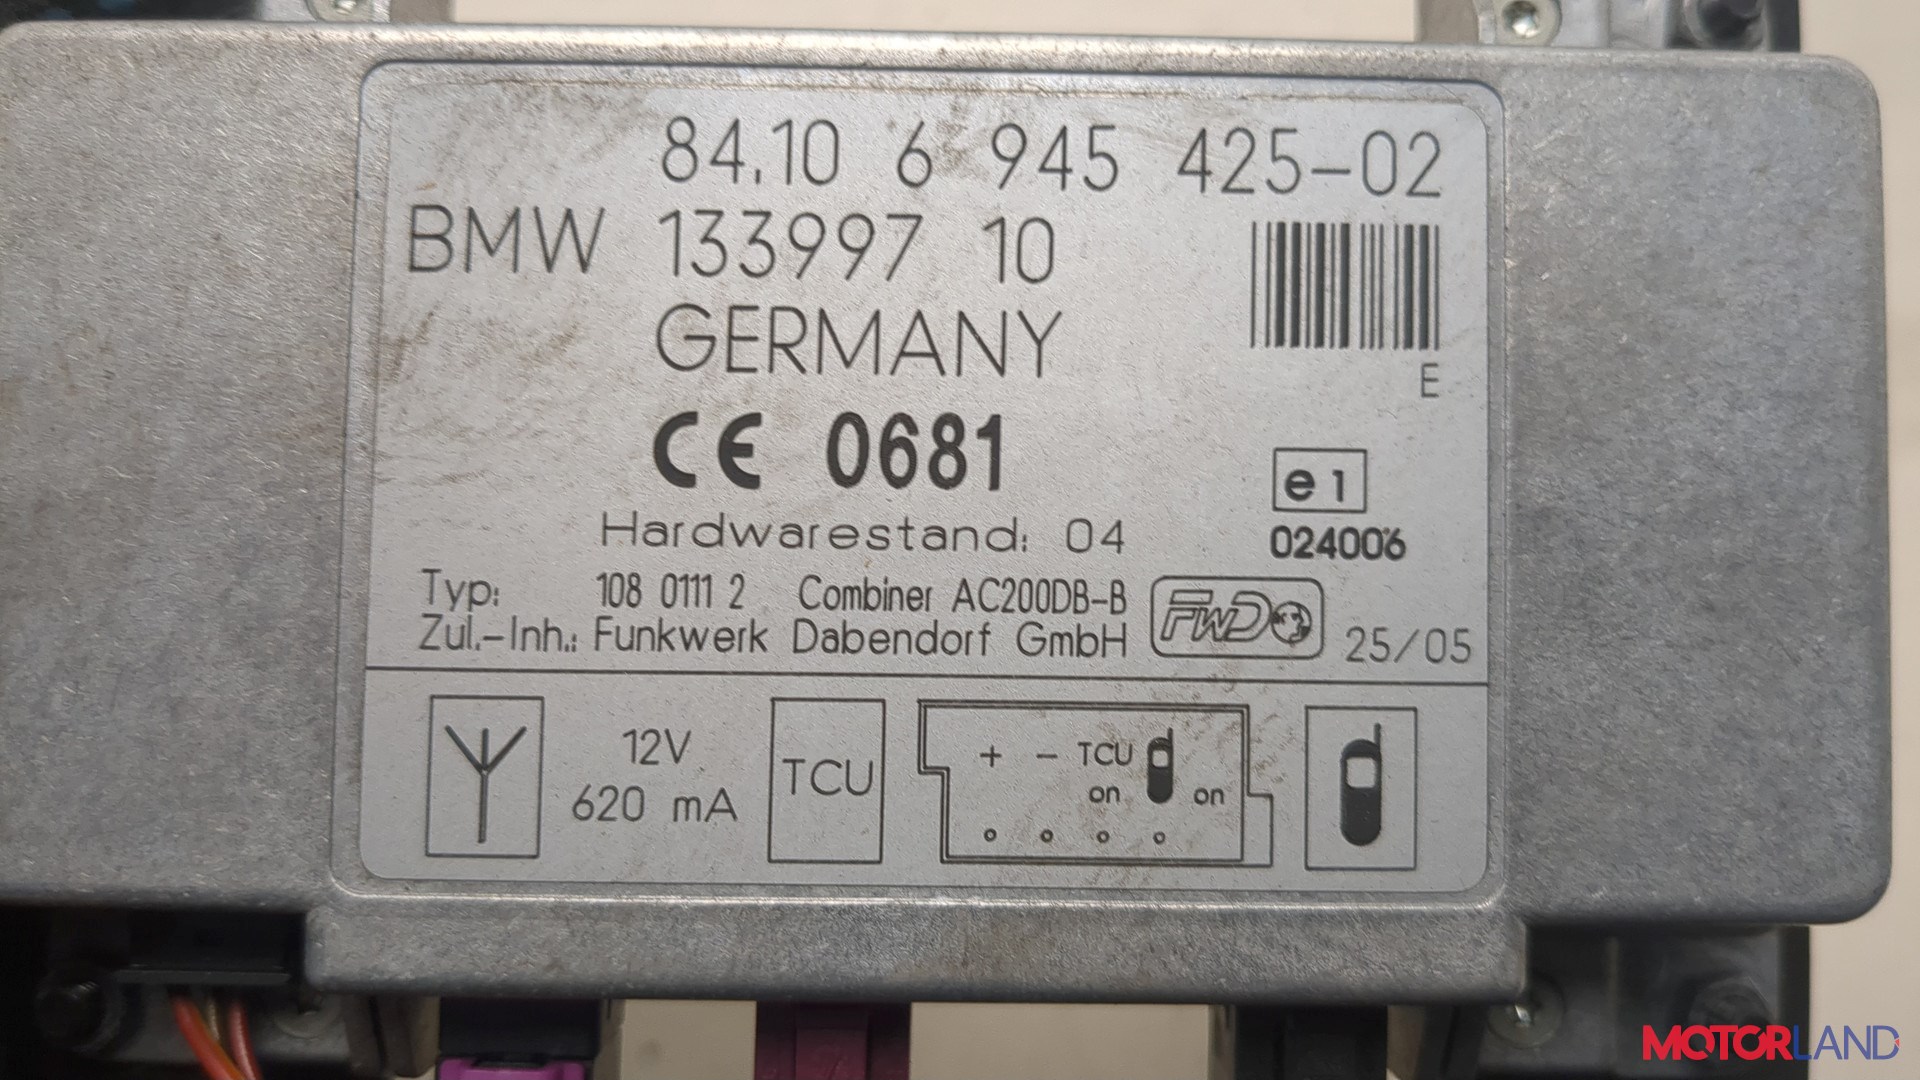 84.10 6 945 425-02
BMW 133997 10
GERMANY
E
CE 0681
e1
024006
Hardwarestand: 04
Typ: 108 0111 2 Combiner AC200DB-B
Zul.-Inh.: Funkwerk Dabendorf GmbH FWD 25/05
12V
620 mA
TCU
+ - TCU
on on
MOTORLAND